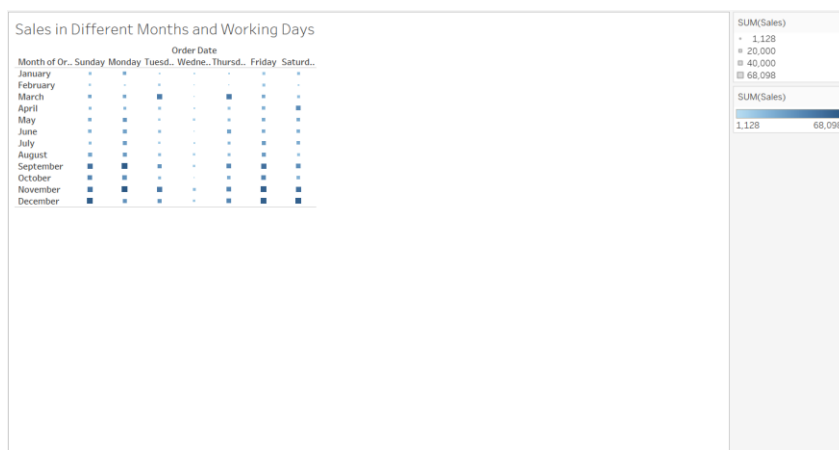 Sales in Different Months and Working Days
Order Date
Month of Or.. Sunday Monday Tuesd.. Wedne.. Thursd.. Friday Saturd..
January
February
March
April
May
June
July
August
September
October
November
December
SUM(Sales)
1,128
20,000
40,000
68,098
SUM(Sales)
1,128 68,098